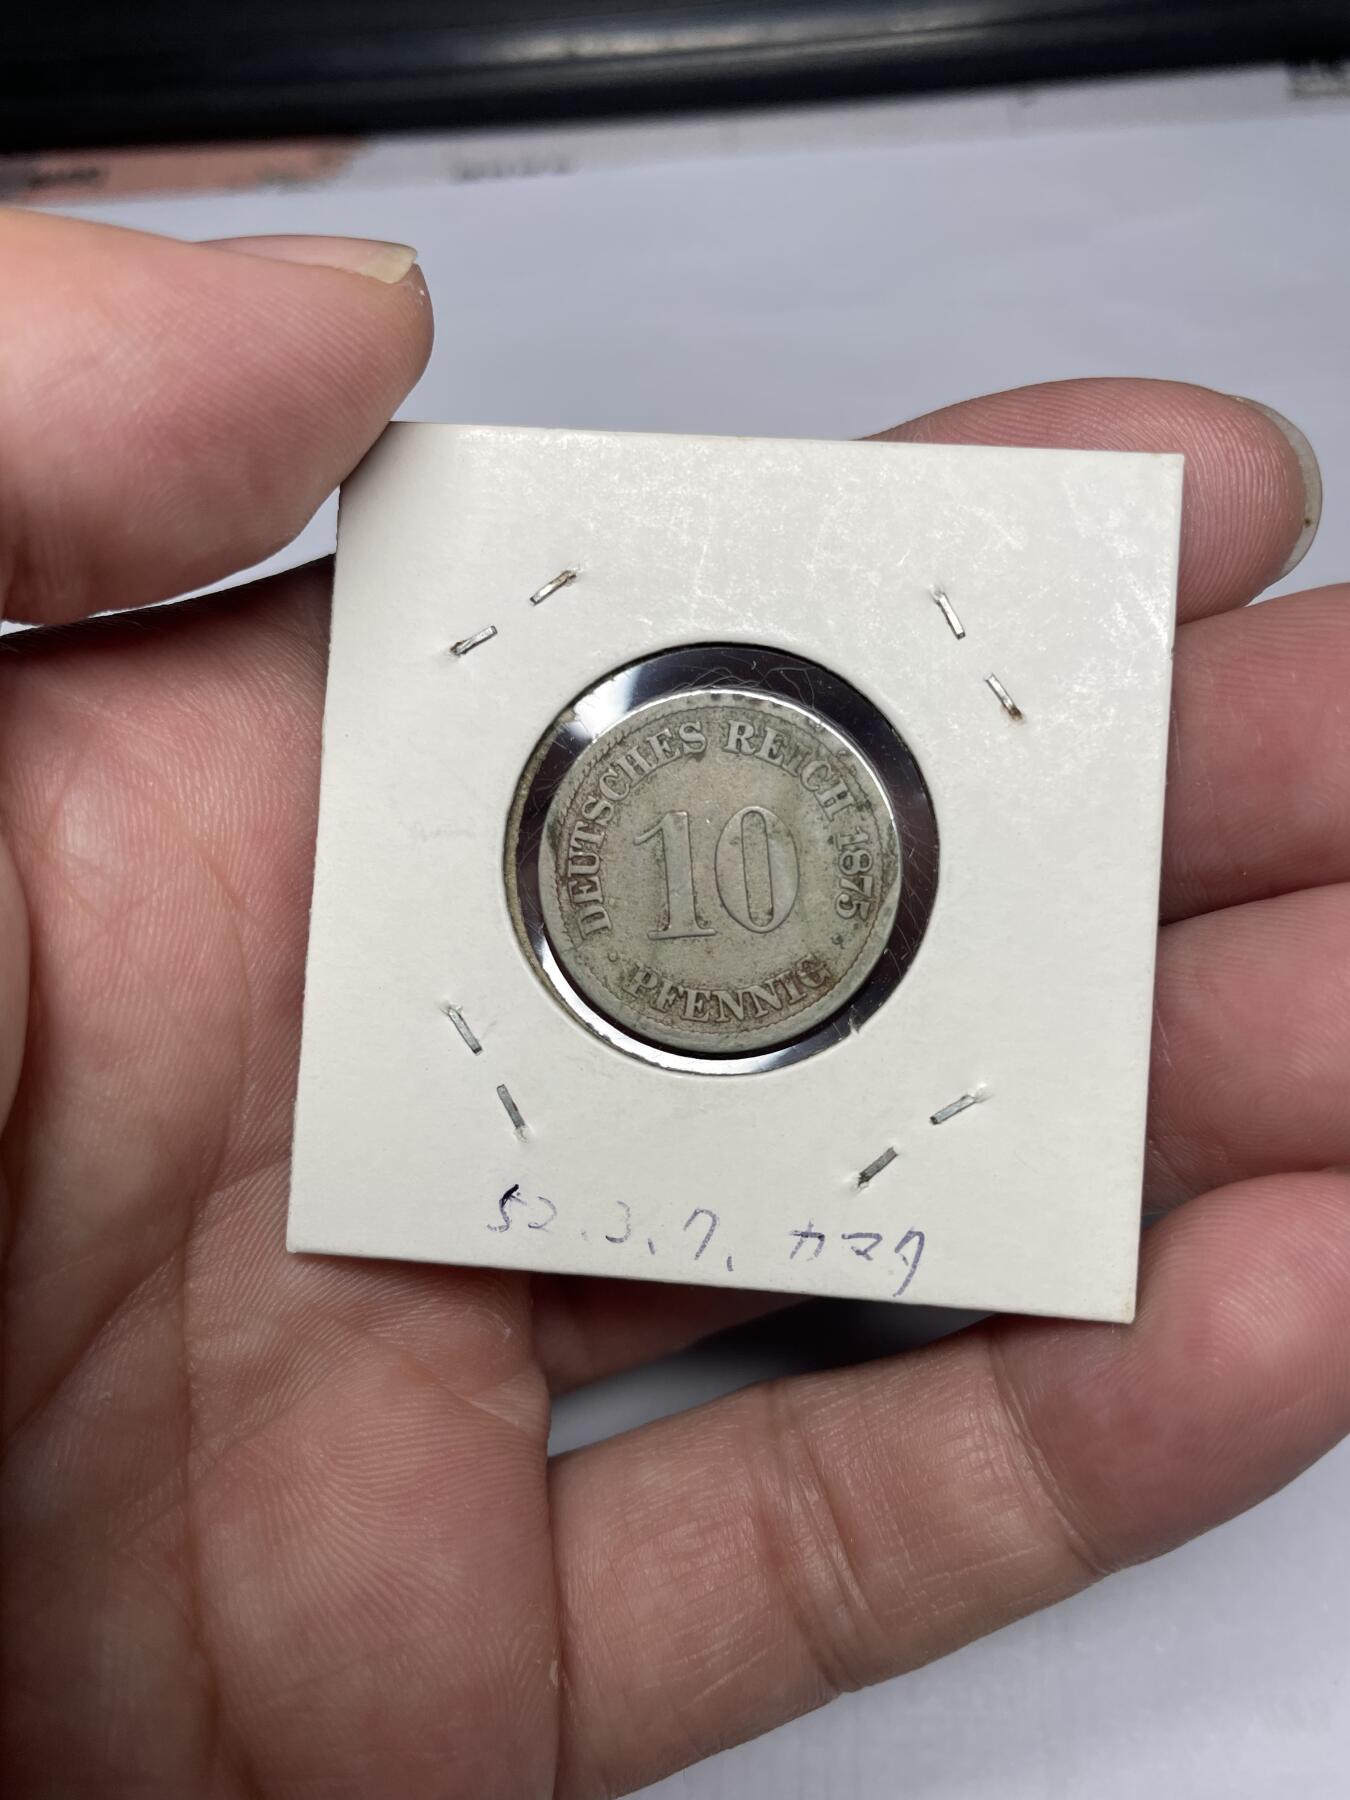 DEUTSCHES REICH 1875
10
PFENNIG
52.3.7、カマク